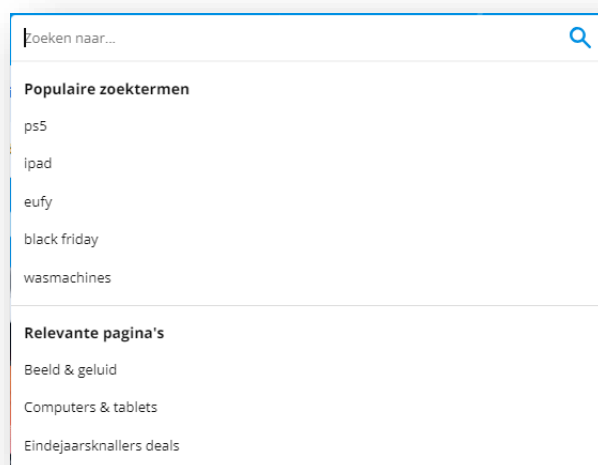 Zoeken naar...
Populaire zoektermen
ps5
ipad
eufy
black friday
wasmachines
Relevante pagina's
Beeld & geluid
Computers & tablets
Eindejaarsknallers deals